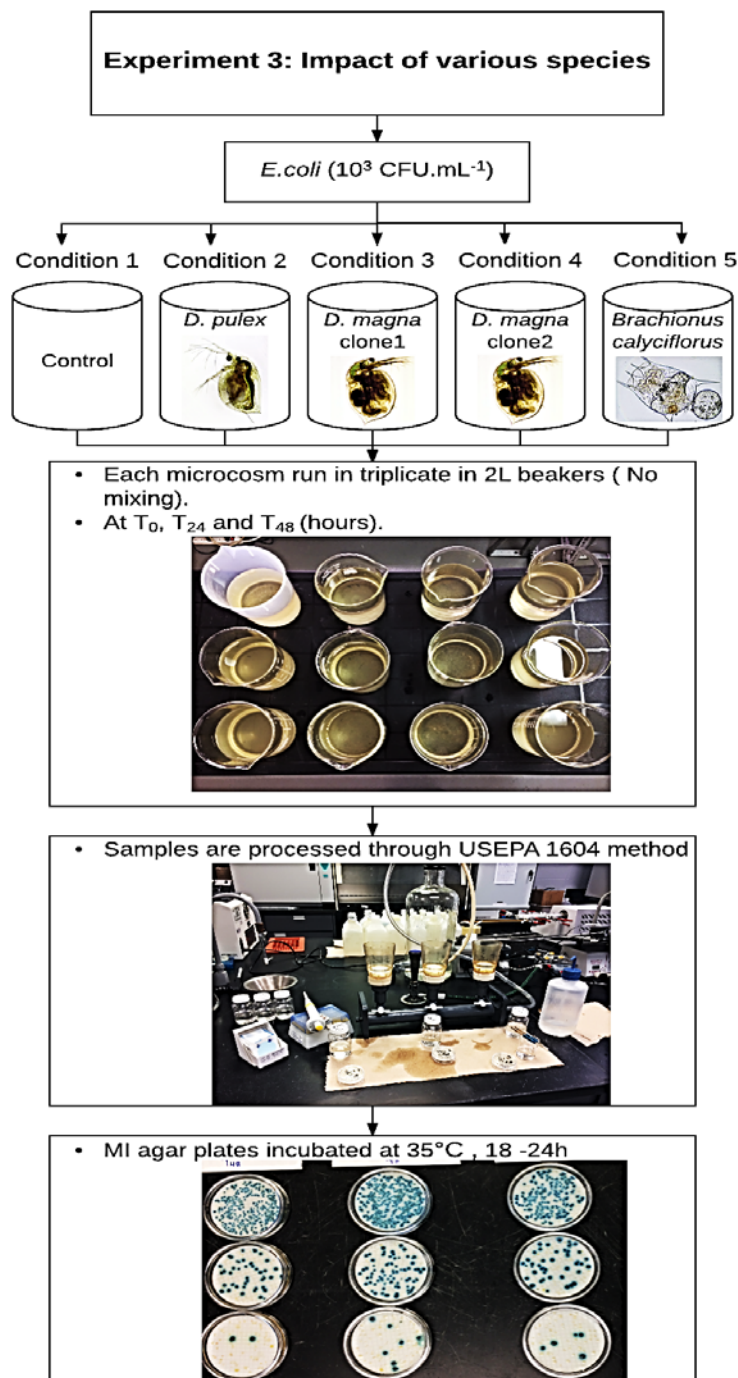 Experiment 3: Impact of various species
E.coli (10³ CFU.mL⁻¹)
Condition 1
Condition 2
Condition 3
Condition 4
Condition 5
Control
D. pulex
D. magna
clone1
D. magna
clone2
Brachionus
calyciflorus
• Each microcosm run in triplicate in 2L beakers ( No
mixing).
• At T₀, T₂₄ and T₄₈ (hours).
• Samples are processed through USEPA 1604 method
• MI agar plates incubated at 35°C , 18 -24h